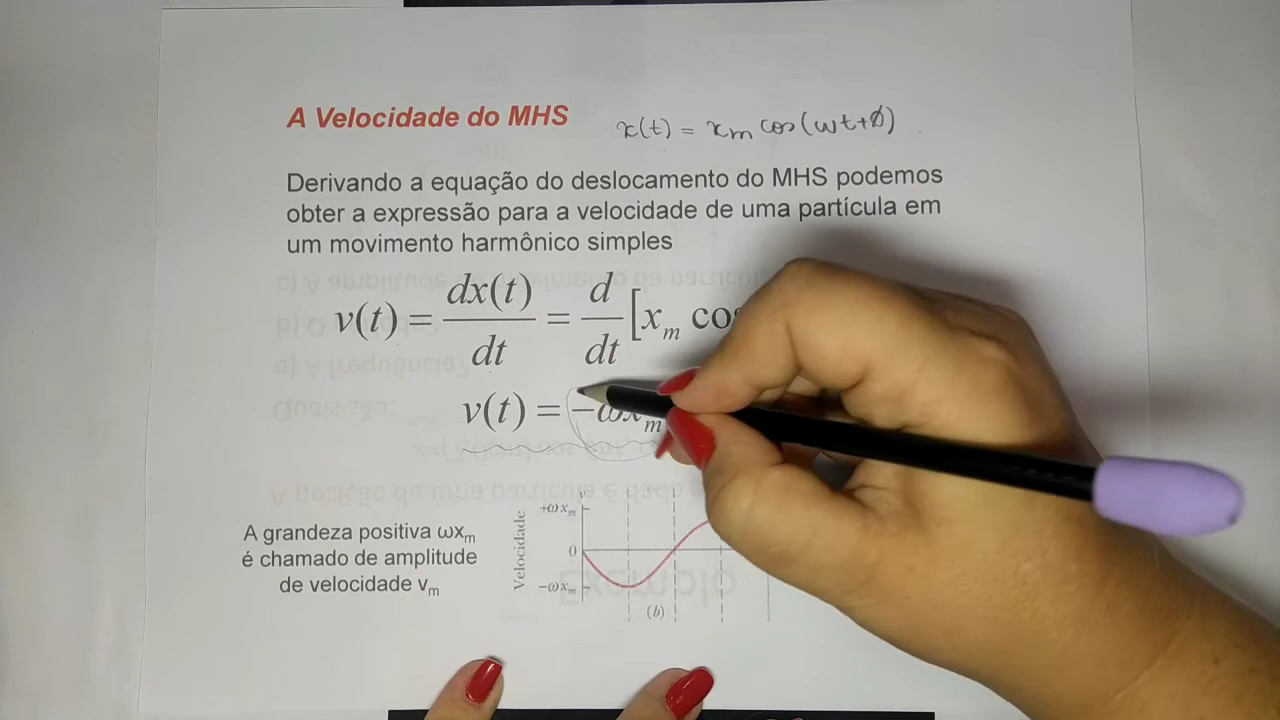 A Velocidade do MHS
x(t) = xₘ cos(ωt+ø)
Derivando a equação do deslocamento do MHS podemos
obter a expressão para a velocidade de uma partícula em
um movimento harmônico simples
v(t) = dx(t)/dt = d/dt [xₘ cos
v(t) = −ωxₘ
A grandeza positiva ωxₘ
é chamado de amplitude
de velocidade vₘ
Velocidade
v
+ωxₘ
0
−ωxₘ
(b)
Exemplo